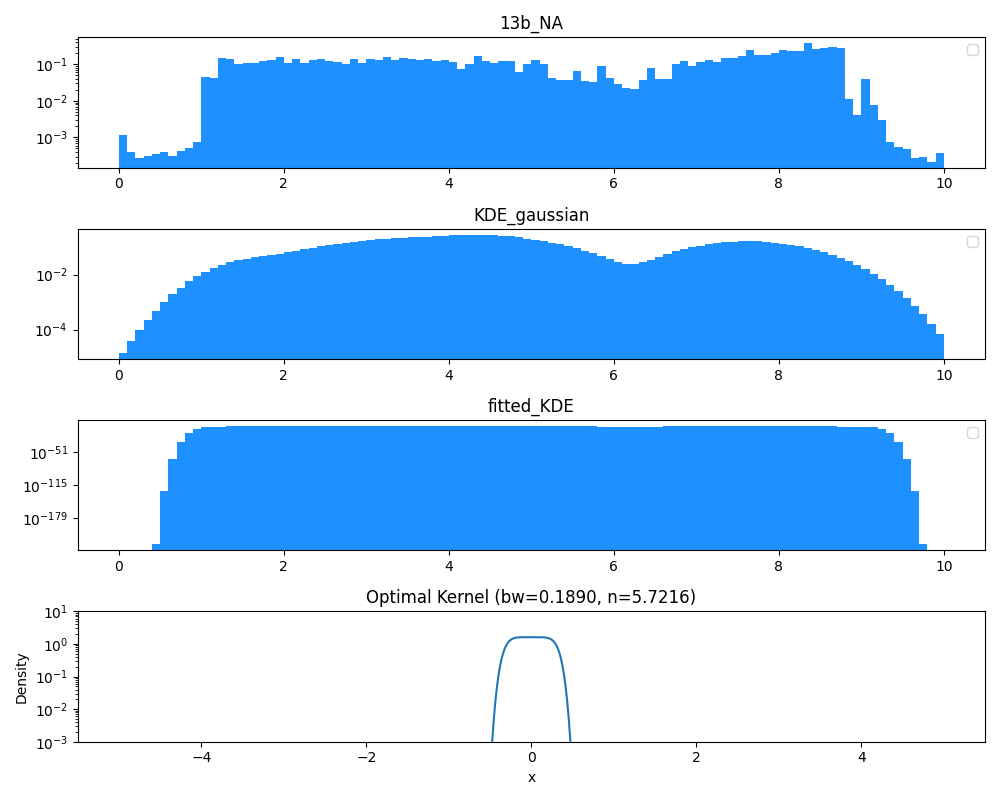 13b_NA
10^-1
10^-2
10^-3
0 2 4 6 8 10
KDE_gaussian
10^-2
10^-4
0 2 4 6 8 10
fitted_KDE
10^-51
10^-115
10^-179
0 2 4 6 8 10
Optimal Kernel (bw=0.1890, n=5.7216)
10^1
10^0
10^-1
10^-2
10^-3
Density
−4 −2 0 2 4
x